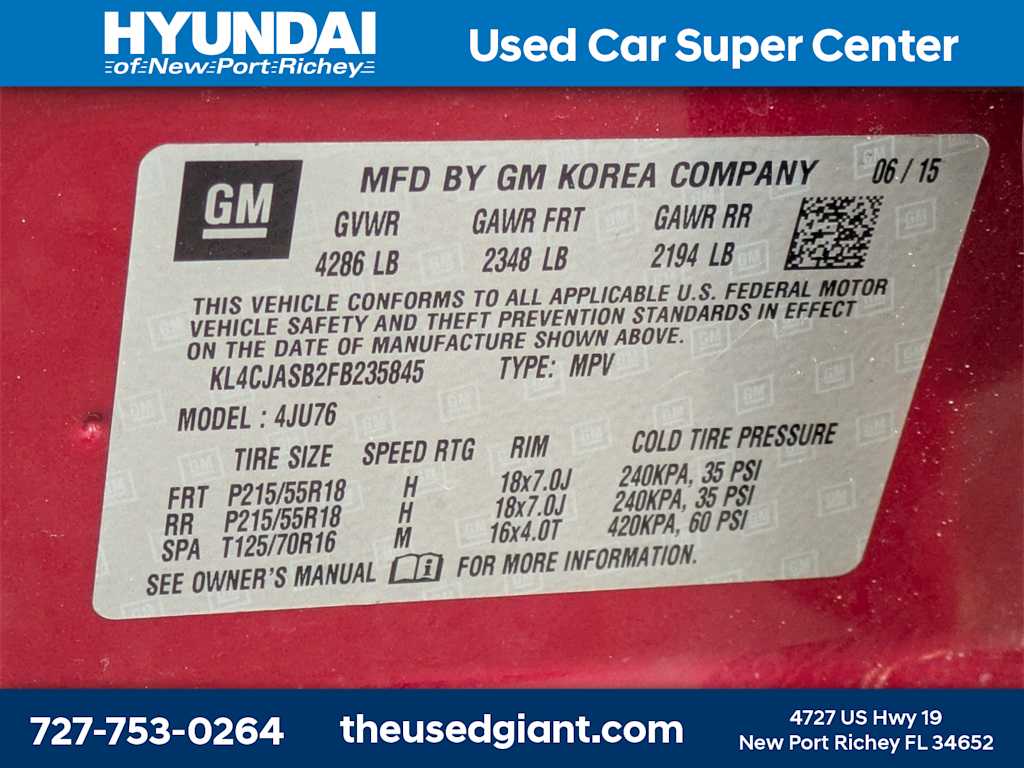 HYUNDAI
of New Port Richey
Used Car Super Center
GM
MFD BY GM KOREA COMPANY 06 / 15
GVWR GAWR FRT GAWR RR
4286 LB 2348 LB 2194 LB
THIS VEHICLE CONFORMS TO ALL APPLICABLE U.S. FEDERAL MOTOR
VEHICLE SAFETY AND THEFT PREVENTION STANDARDS IN EFFECT
ON THE DATE OF MANUFACTURE SHOWN ABOVE.
KL4CJASB2FB235845 TYPE: MPV
MODEL : 4JU76
TIRE SIZE SPEED RTG RIM COLD TIRE PRESSURE
FRT P215/55R18 H 18x7.0J 240KPA, 35 PSI
RR P215/55R18 H 18x7.0J 240KPA, 35 PSI
SPA T125/70R16 M 16x4.0T 420KPA, 60 PSI
SEE OWNER'S MANUAL i FOR MORE INFORMATION.
727-753-0264
theusedgiant.com
4727 US Hwy 19
New Port Richey FL 34652